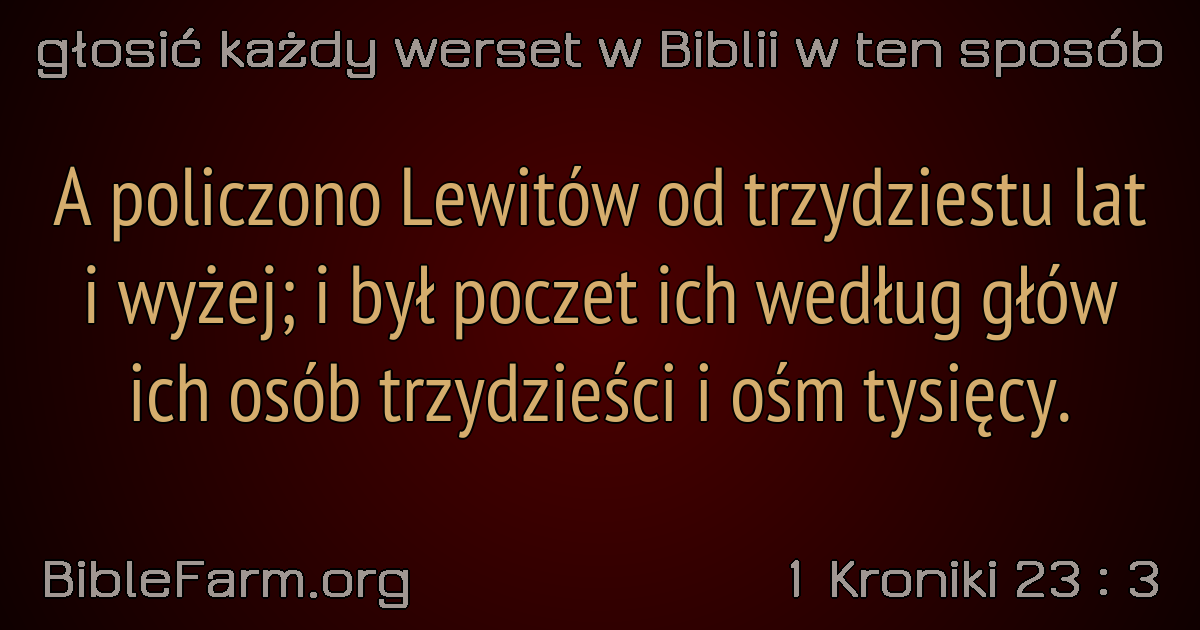 głosić każdy werset w Biblii w ten sposób
A policzono Lewitów od trzydziestu lat
i wyżej; i był poczet ich według głów
ich osób trzydzieści i ośm tysięcy.
BibleFarm.org
1 Kroniki 23 : 3